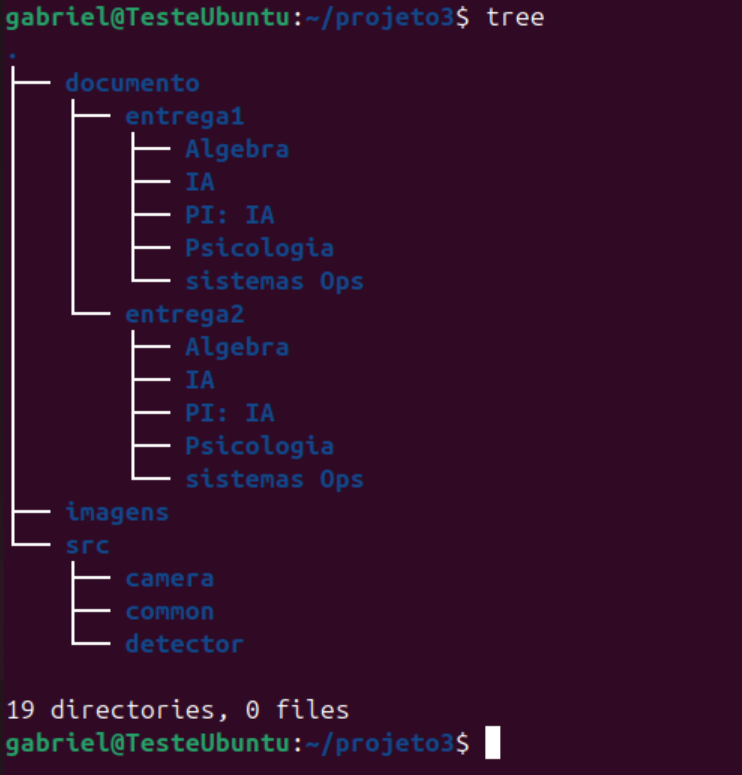 gabriel@TesteUbuntu:~/projeto3$ tree
.
├── documento
│   ├── entrega1
│   │   ├── Algebra
│   │   ├── IA
│   │   ├── PI: IA
│   │   ├── Psicologia
│   │   └── sistemas Ops
│   └── entrega2
│       ├── Algebra
│       ├── IA
│       ├── PI: IA
│       ├── Psicologia
│       └── sistemas Ops
├── imagens
└── src
    ├── camera
    ├── common
    └── detector

19 directories, 0 files
gabriel@TesteUbuntu:~/projeto3$